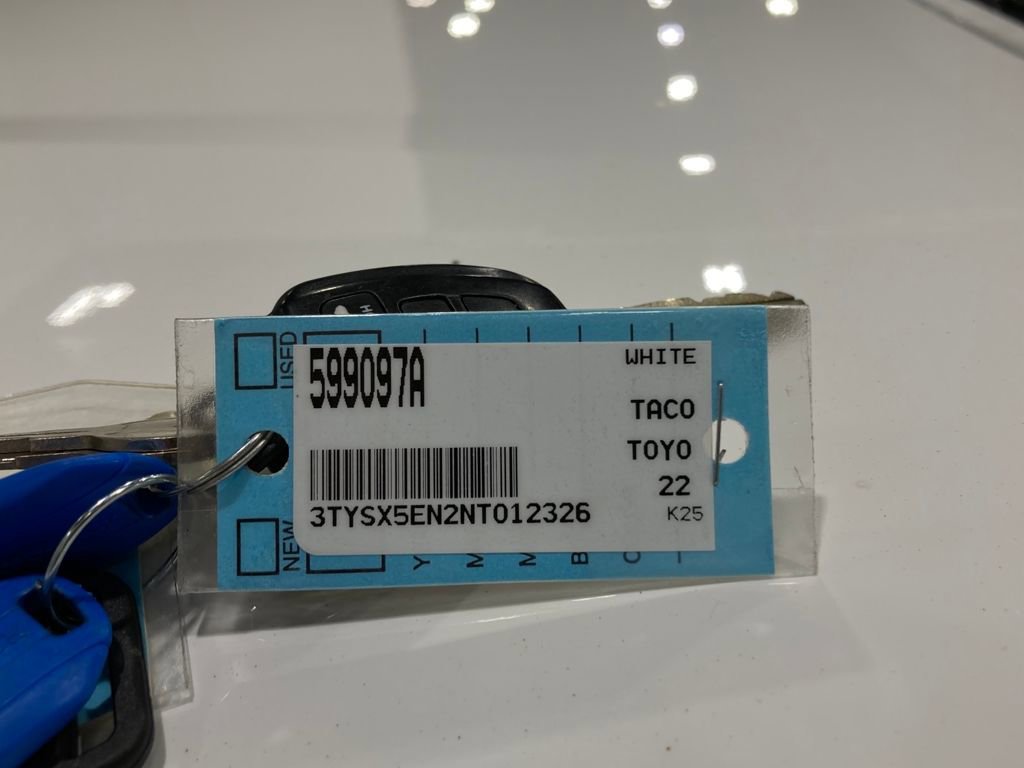 USED
599097A
WHITE
TACO
TOYO
22
3TYSX5EN2NT012326
K25
NEW
Y
M
M
B